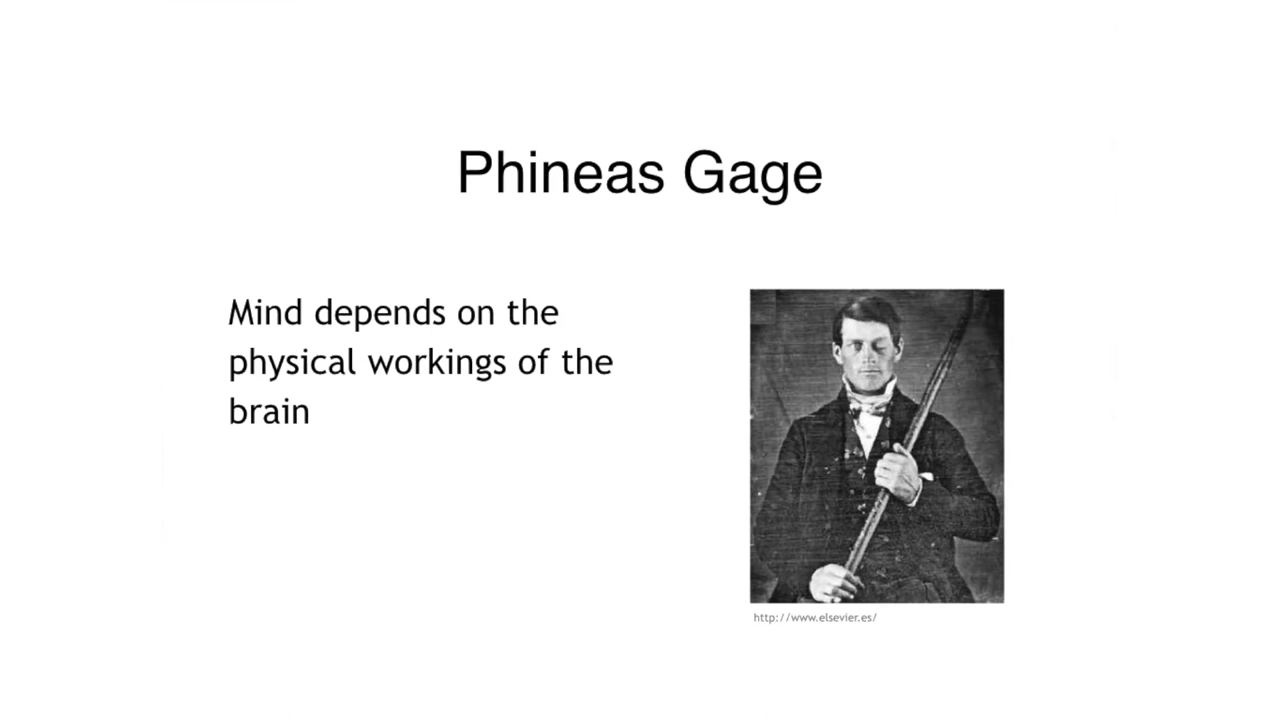 Phineas Gage
Mind depends on the
physical workings of the
brain
http://www.elsevier.es/